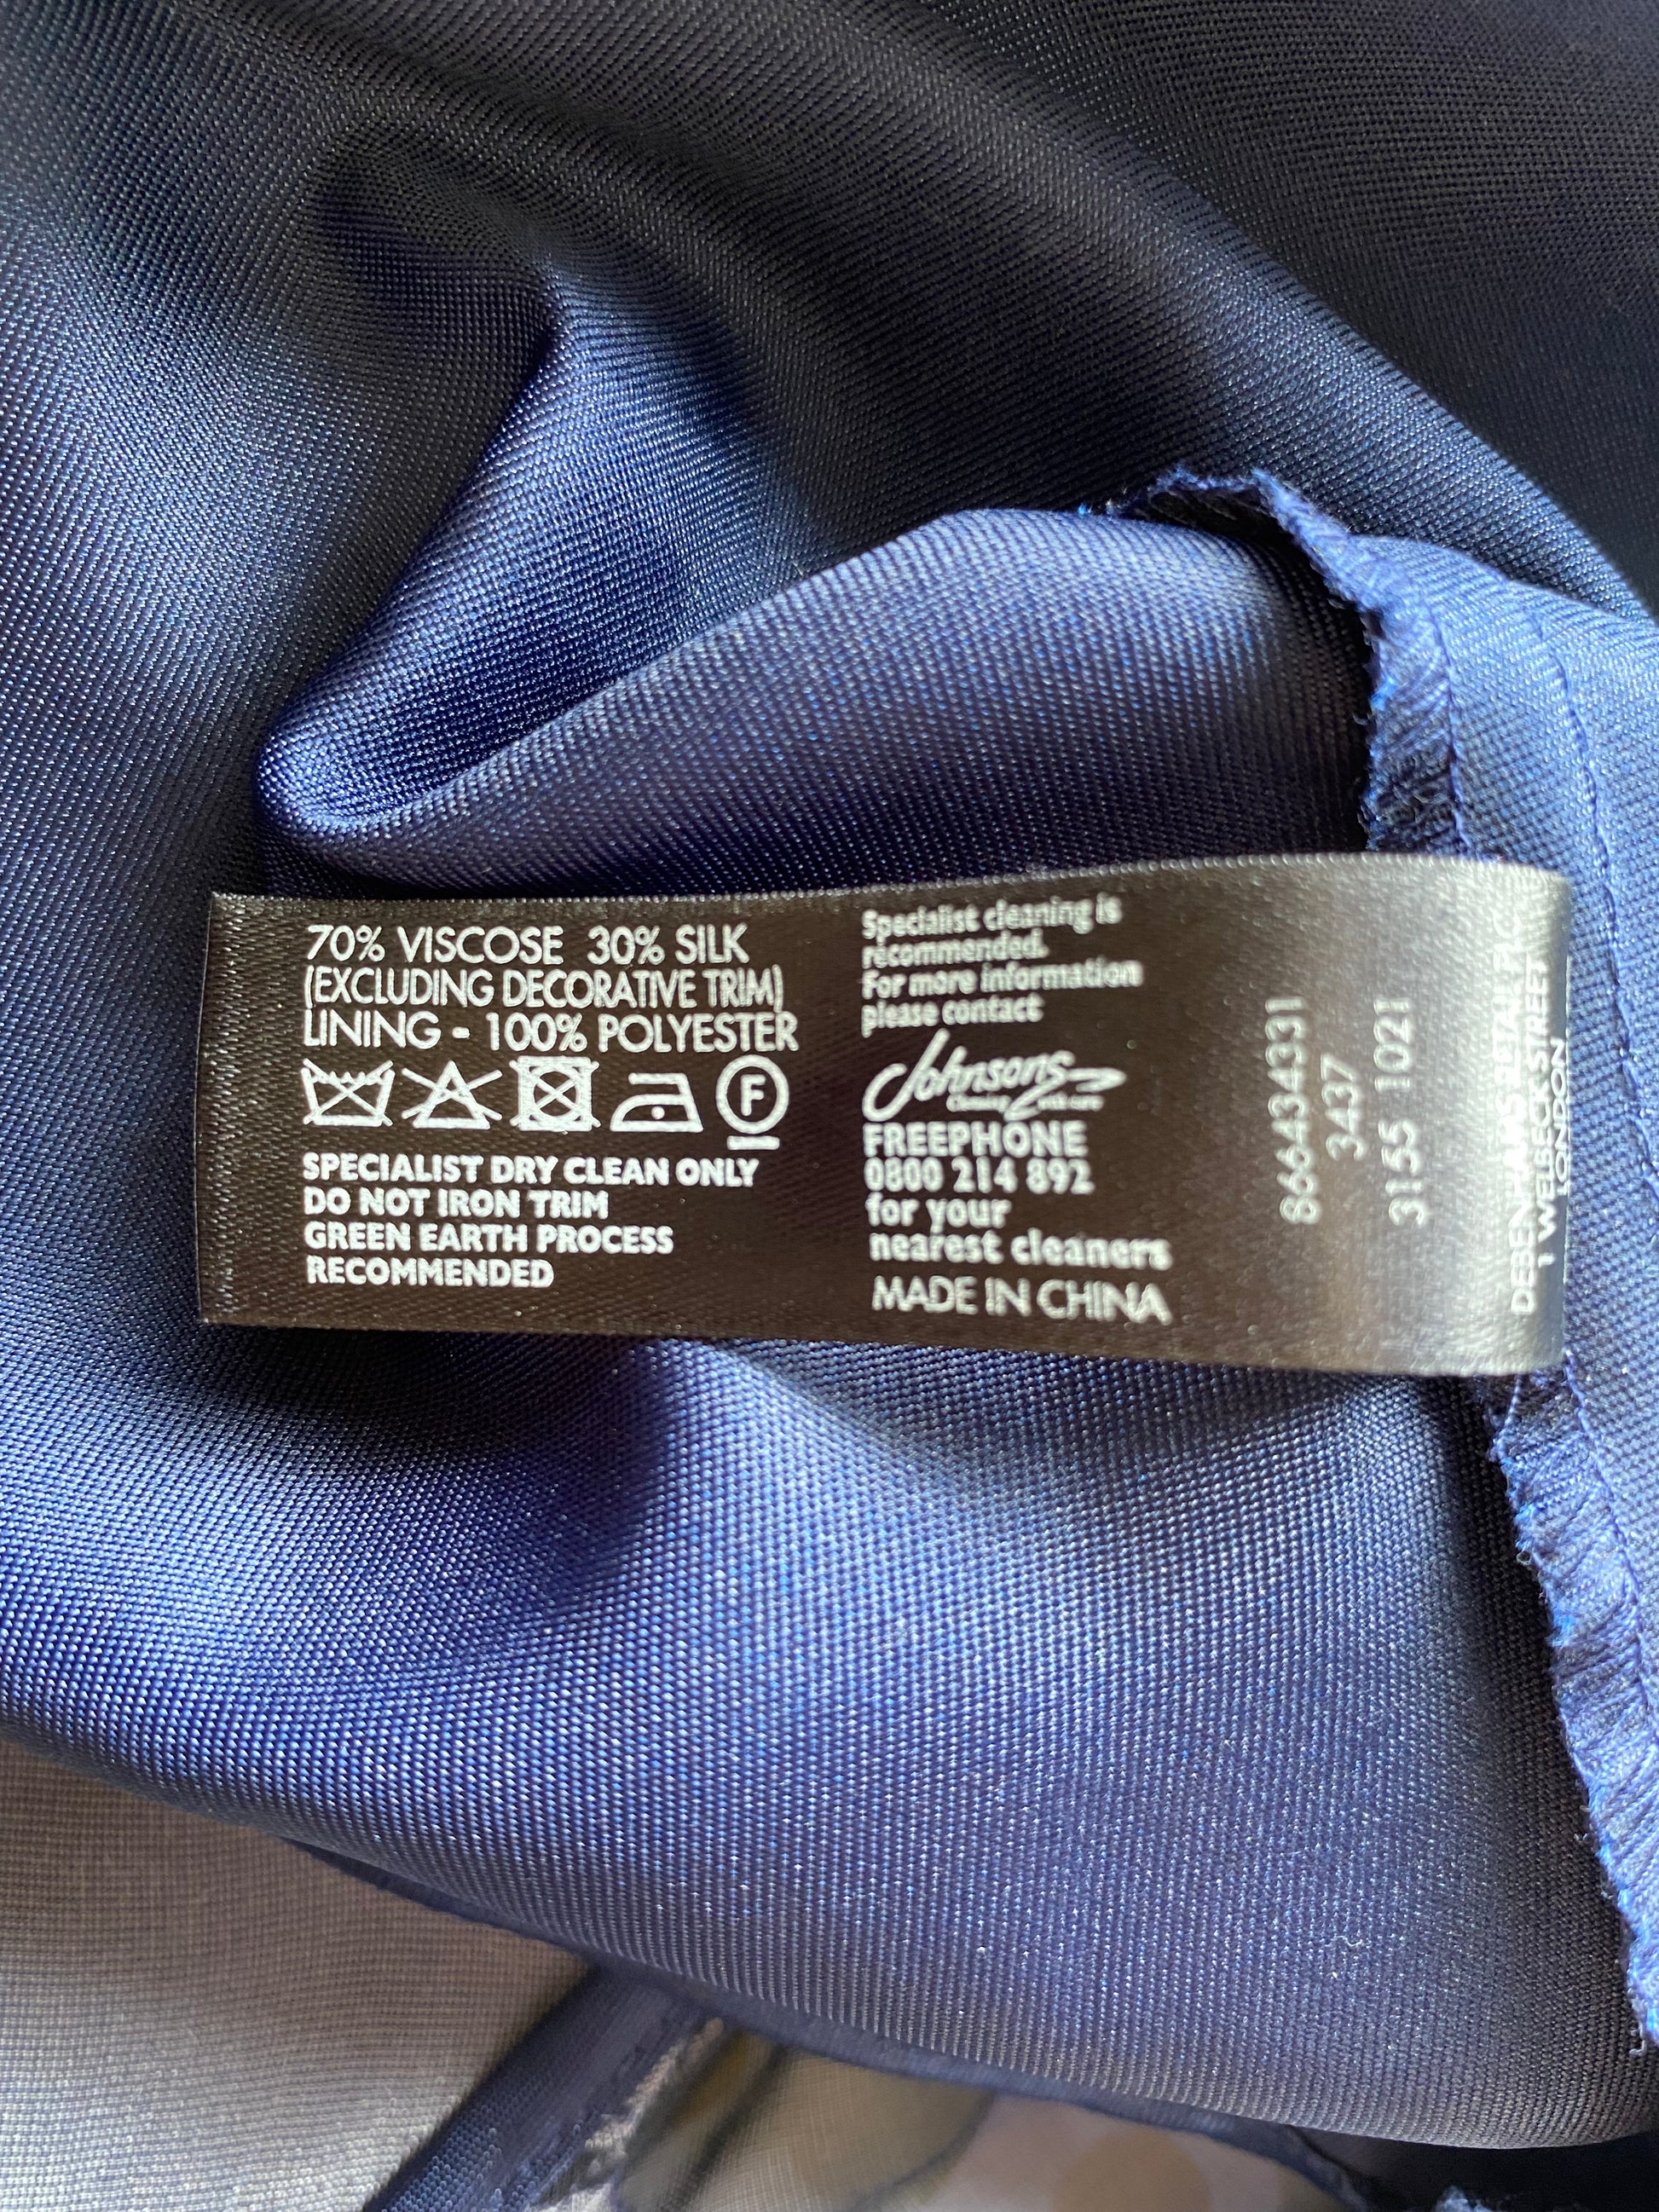 70% VISCOSE 30% SILK
(EXCLUDING DECORATIVE TRIM)
LINING - 100% POLYESTER
F
SPECIALIST DRY CLEAN ONLY
DO NOT IRON TRIM
GREEN EARTH PROCESS
RECOMMENDED
Specialist cleaning is
recommended.
For more information
please contact
Johnsons
Cleaning
FREEPHONE
0800 214 892
for your
nearest cleaners
MADE IN CHINA
866434331
3437
3155 1021
DEBENHAMS RETAIL PLC
1 WELBECK STREET
LONDON